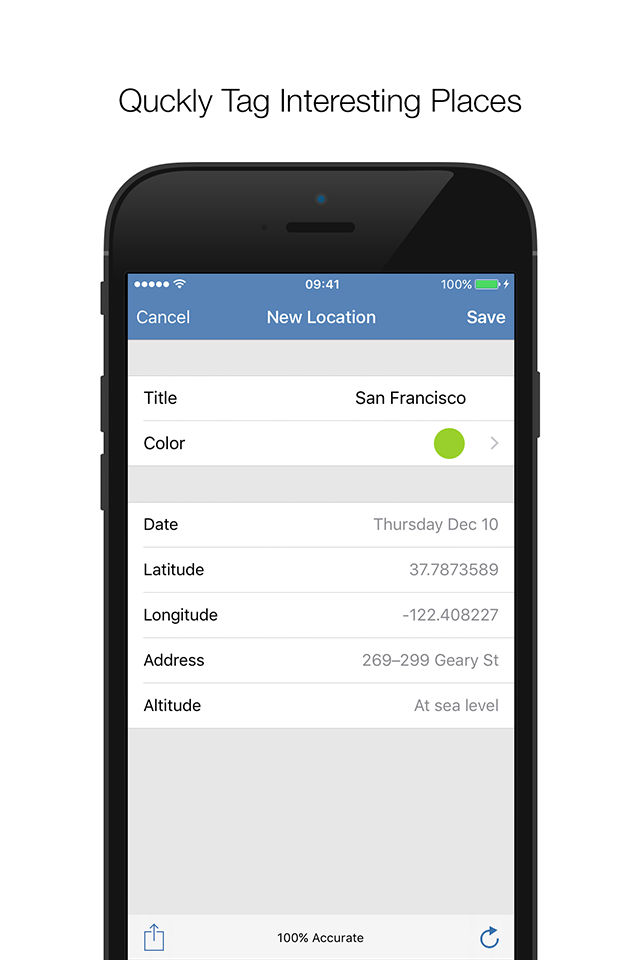 Quckly Tag Interesting Places
09:41 100%
Cancel New Location Save
Title San Francisco
Color
Date Thursday Dec 10
Latitude 37.7873589
Longitude -122.408227
Address 269–299 Geary St
Altitude At sea level
100% Accurate